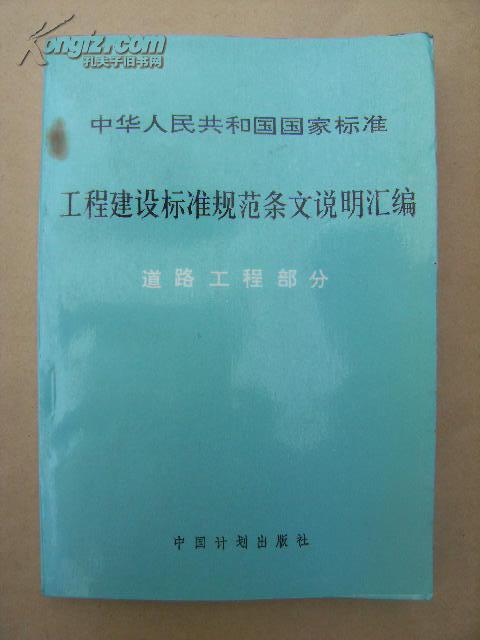 Kongfz.com
孔夫子旧书网
中华人民共和国国家标准
工程建设标准规范条文说明汇编
道路工程部分
中国计划出版社